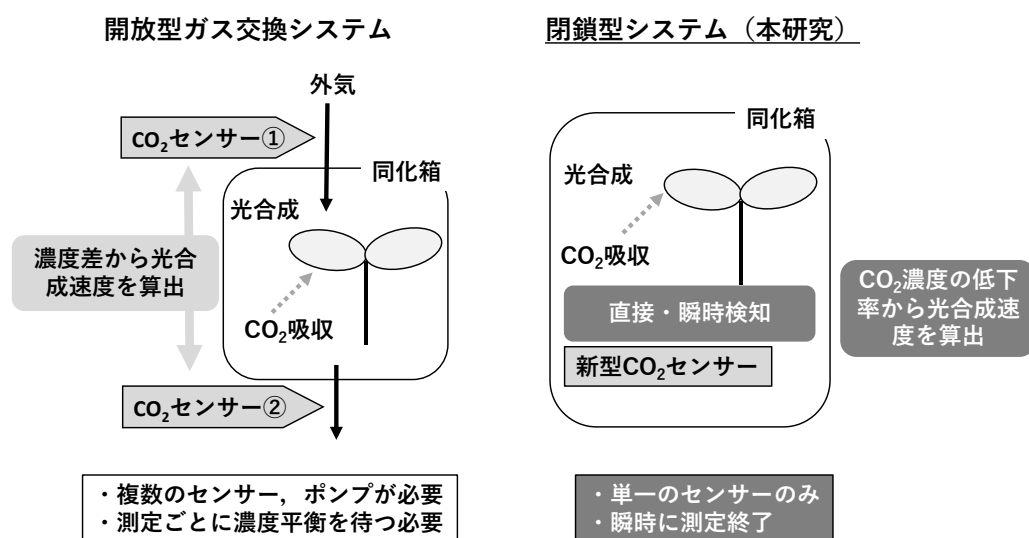 開放型ガス交換システム
外気
CO₂センサー①
同化箱
光合成
濃度差から光合
成速度を算出
CO₂吸収
CO₂センサー②
・複数のセンサー，ポンプが必要
・測定ごとに濃度平衡を待つ必要
閉鎖型システム（本研究）
同化箱
光合成
CO₂吸収
直接・瞬時検知
新型CO₂センサー
CO₂濃度の低下
率から光合成速
度を算出
・単一のセンサーのみ
・瞬時に測定終了